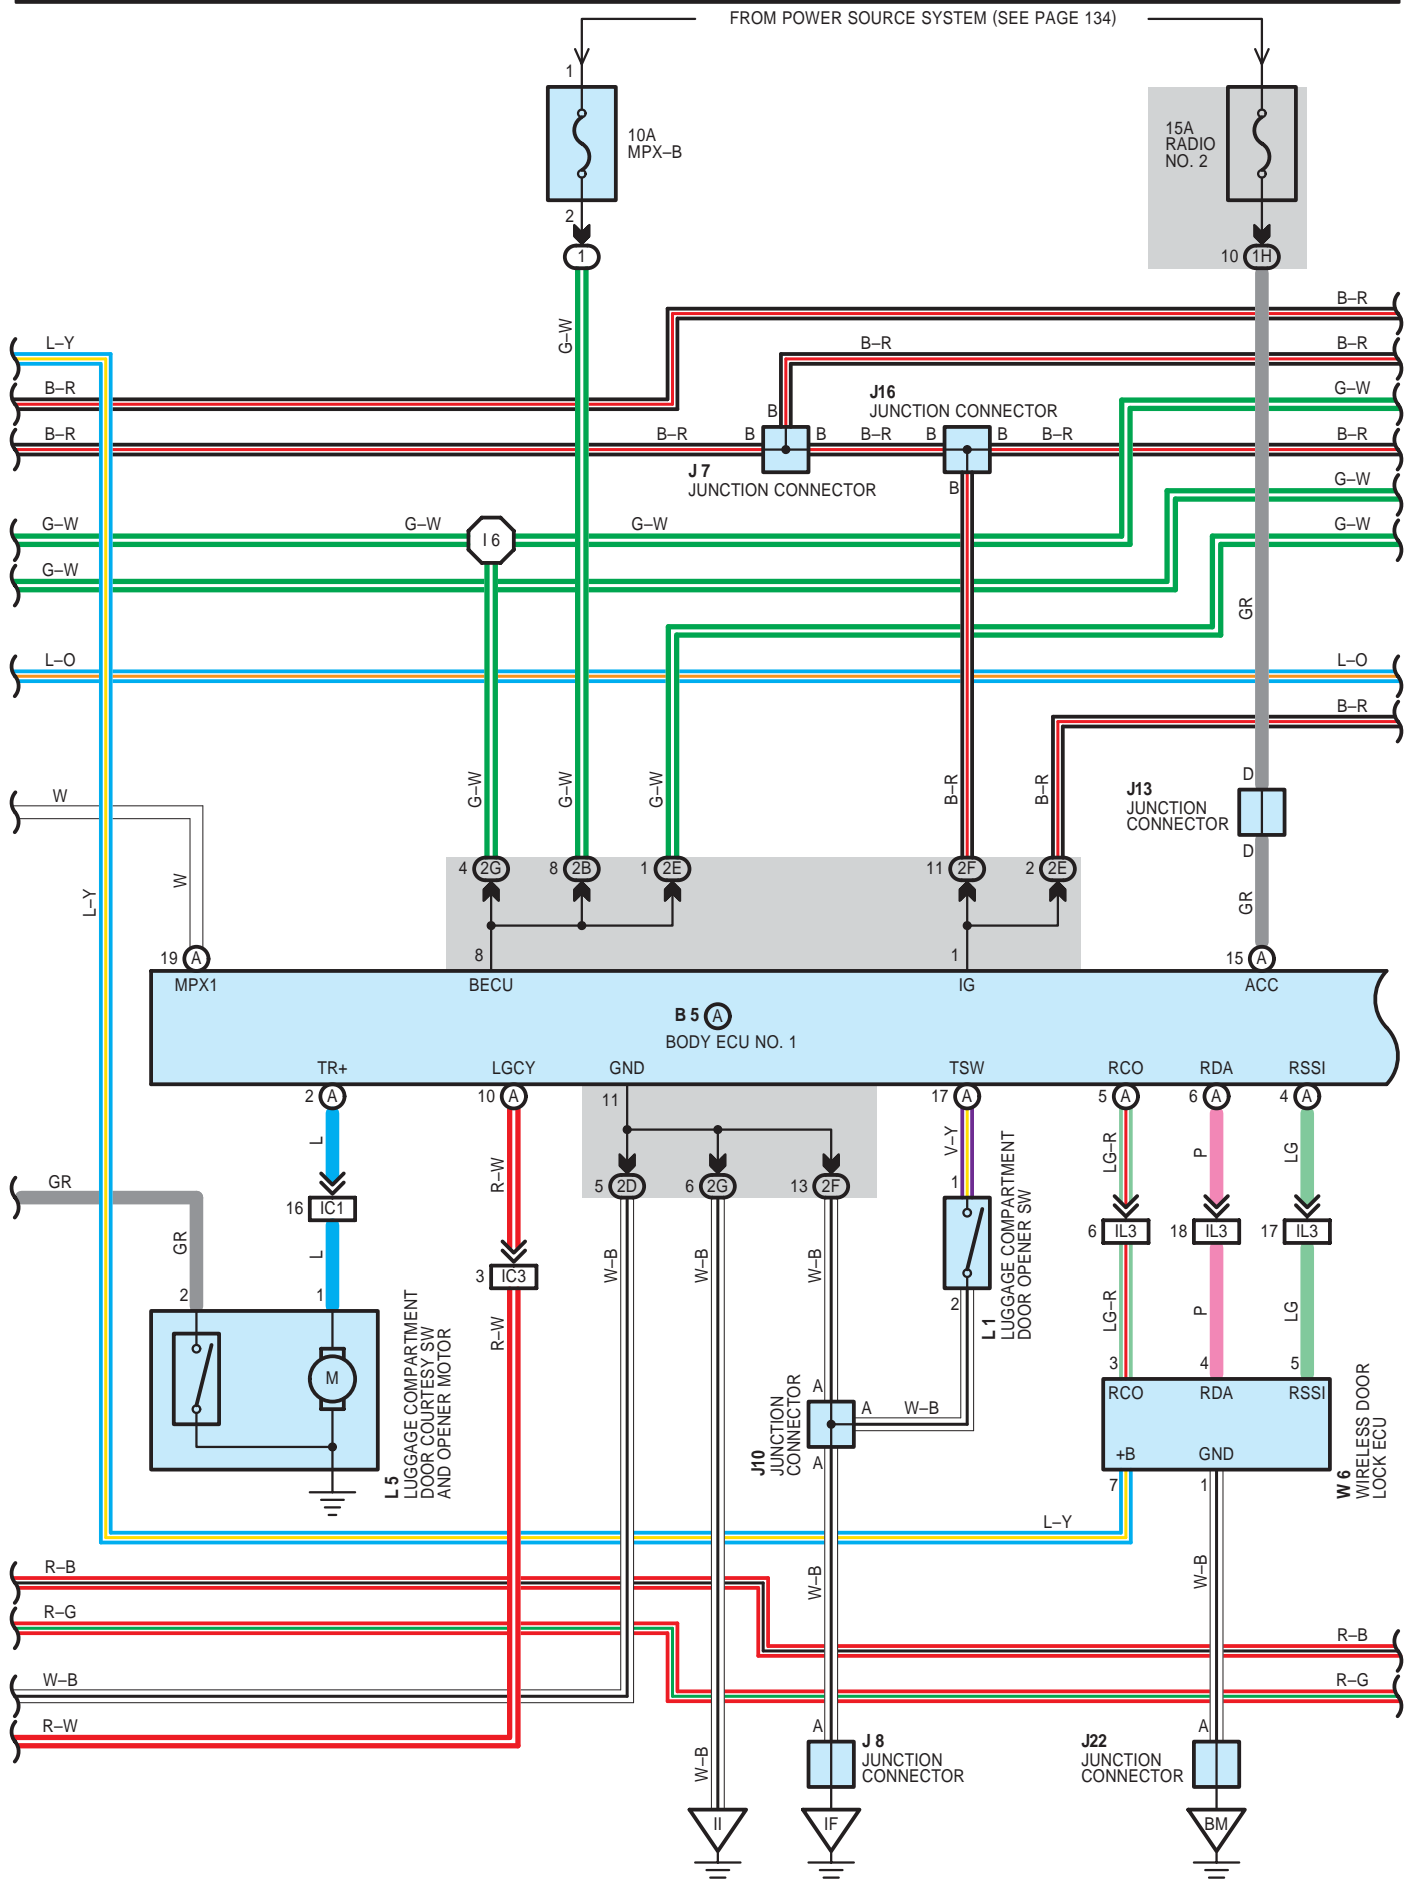 FROM POWER SOURCE SYSTEM (SEE PAGE 134)
1
10A
MPX–B
2
1
15A
RADIO
NO. 2
10 1H
G–W
B–R
L–Y
B–R
B–R
B–R
J16
JUNCTION CONNECTOR
G–W
B
B–R
B–R
B
B
B–R
B
B
B–R
B–R
J 7
JUNCTION CONNECTOR
B
G–W
G–W
G–W
I 6
G–W
G–W
G–W
GR
L–O
L–O
B–R
W
G–W
G–W
G–W
B–R
B–R
J13
JUNCTION
CONNECTOR
D
D
4 2G
8 2B
1 2E
11 2F
2 2E
W
L–Y
GR
19 A
8
1
15 A
MPX1
BECU
IG
ACC
B 5 A
BODY ECU NO. 1
TR+
LGCY
GND
TSW
RCO
RDA
RSSI
2 A
10 A
11
17 A
5 A
6 A
4 A
L
R–W
V–Y
LG–R
P
LG
GR
16 IC1
5 2D
6 2G
13 2F
1
L 1
LUGGAGE COMPARTMENT
DOOR OPENER SW
6 IL3
18 IL3
17 IL3
GR
L
3 IC3
W–B
W–B
W–B
2
1
2
R–W
LG–R
P
LG
3
4
5
M
L 5
LUGGAGE COMPARTMENT
DOOR COURTESY SW
AND OPENER MOTOR
A
A
W–B
A
J10
JUNCTION
CONNECTOR
RCO
RDA
RSSI
+B
GND
W 6
WIRELESS DOOR
LOCK ECU
7
1
L–Y
R–B
W–B
W–B
R–G
R–B
W–B
R–G
R–W
W–B
A
J 8
JUNCTION
CONNECTOR
J22
JUNCTION
CONNECTOR
A
II
IF
BM